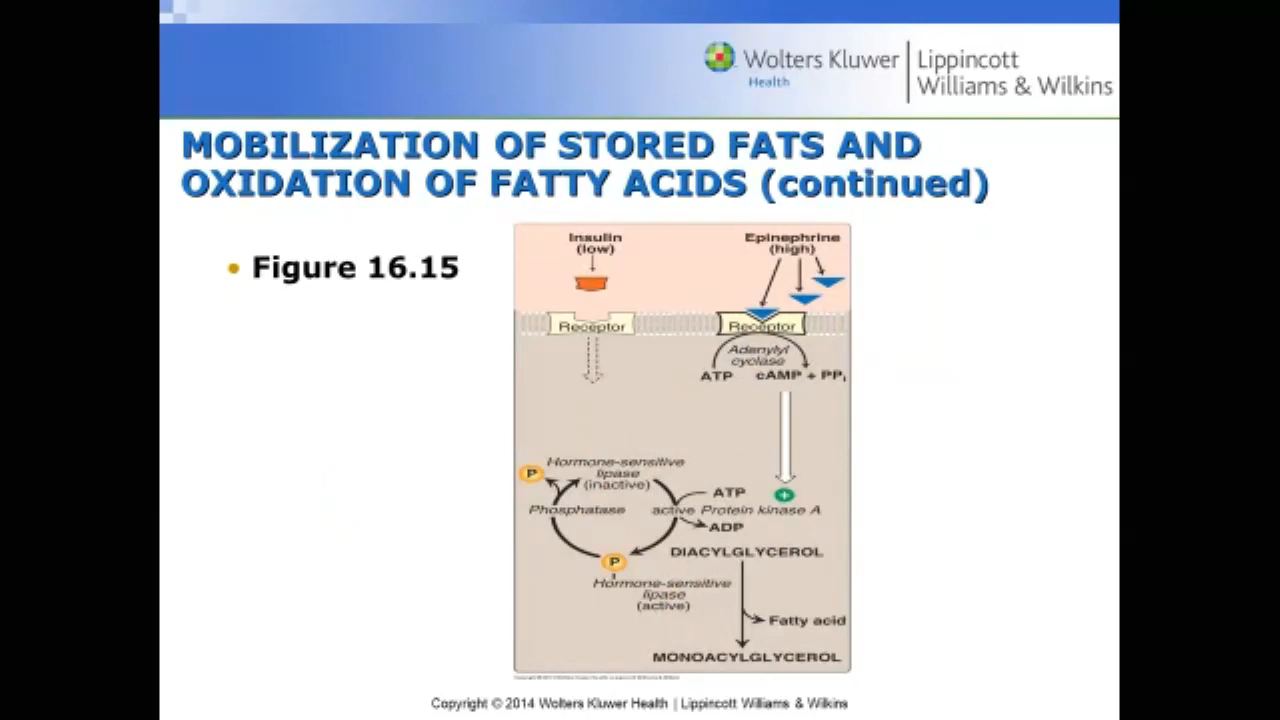 Wolters Kluwer
Health
Lippincott
Williams & Wilkins
MOBILIZATION OF STORED FATS AND
OXIDATION OF FATTY ACIDS (continued)
• Figure 16.15
Insulin
(low)
Epinephrine
(high)
Receptor
Receptor
Adenylyl
cyclase
ATP
cAMP + PPi
Hormone-sensitive
lipase
(inactive)
P
ATP
+
Phosphatase
active Protein kinase A
ADP
DIACYLGLYCEROL
P
Hormone-sensitive
lipase
(active)
Fatty acid
MONOACYLGLYCEROL
Copyright © 2014 Wolters Kluwer Health | Lippincott Williams & Wilkins